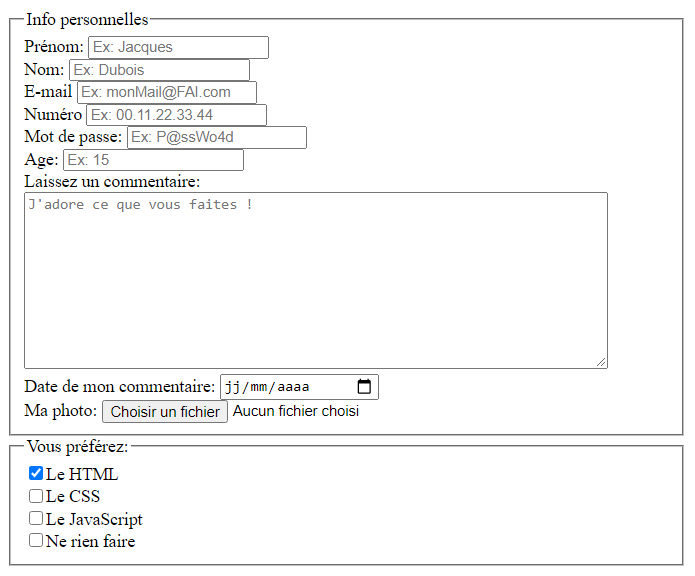 Info personnelles
Prénom: Ex: Jacques
Nom: Ex: Dubois
E-mail Ex: monMail@FAI.com
Numéro Ex: 00.11.22.33.44
Mot de passe: Ex: P@ssWo4d
Age: Ex: 15
Laissez un commentaire:
J'adore ce que vous faites !
Date de mon commentaire: jj/mm/aaaa
Ma photo: Choisir un fichier Aucun fichier choisi
Vous préférez:
Le HTML
Le CSS
Le JavaScript
Ne rien faire